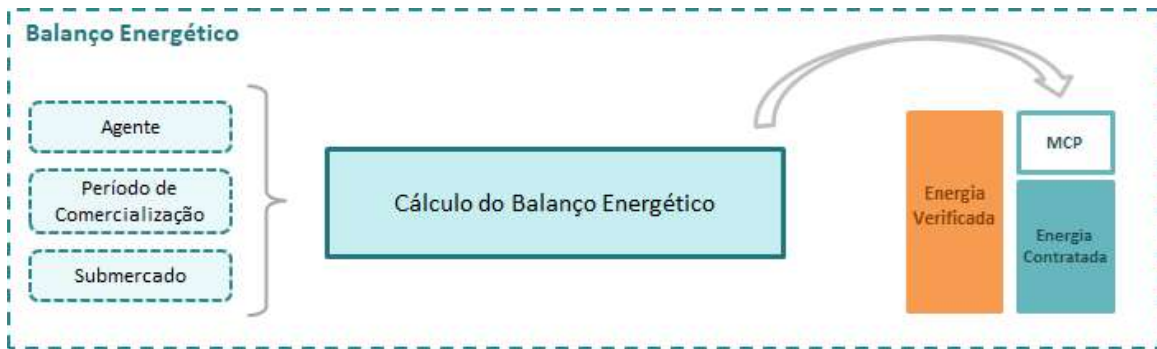 Balanço Energético
Agente
Período de
Comercialização
Submercado
Cálculo do Balanço Energético
Energia
Verificada
MCP
Energia
Contratada